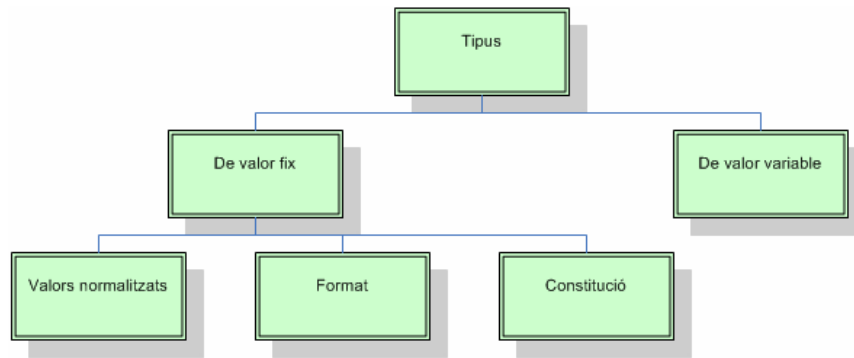 Tipus
De valor fix
De valor variable
Valors normalitzats
Format
Constitució